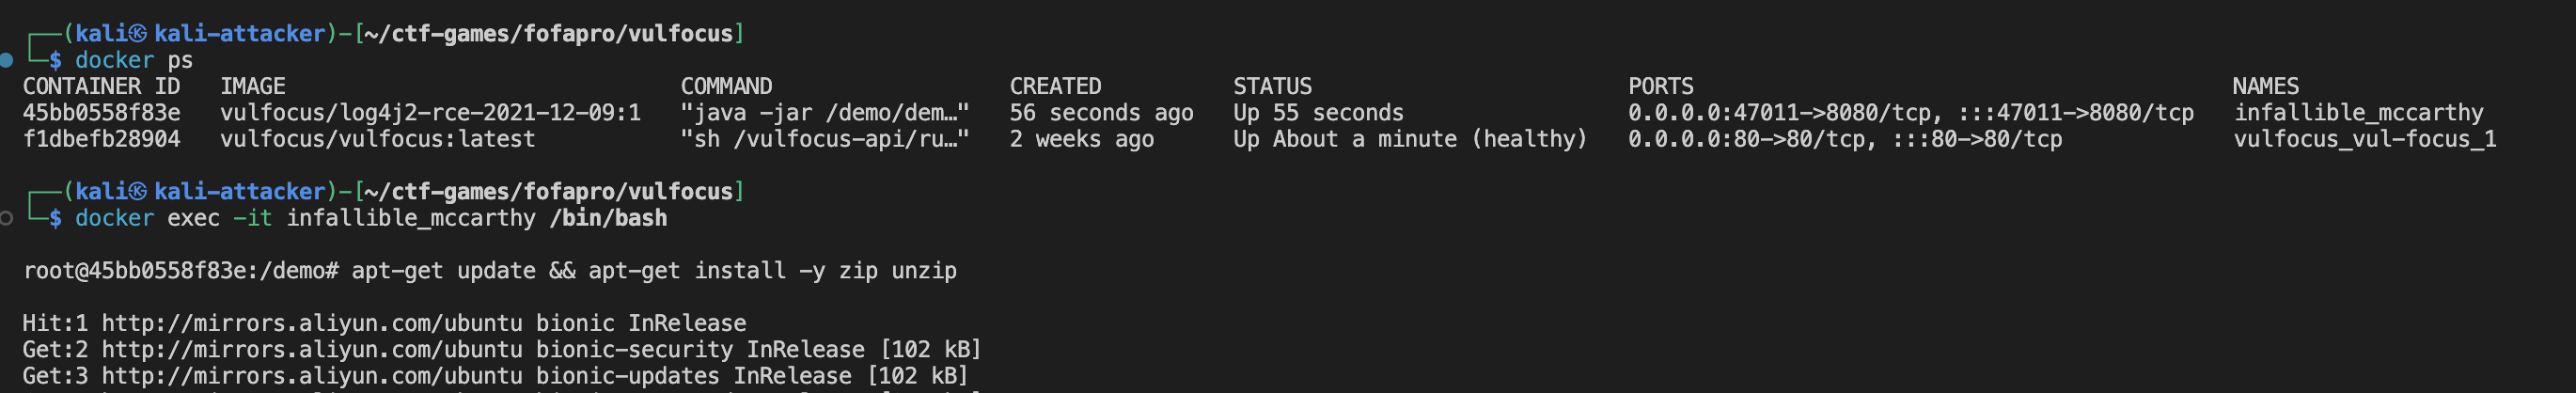 ┌──(kali㉿kali-attacker)-[~/ctf-games/fofapro/vulfocus]
└─$ docker ps
CONTAINER ID   IMAGE                              COMMAND                  CREATED          STATUS                        PORTS                                         NAMES
45bb0558f83e   vulfocus/log4j2-rce-2021-12-09:1   "java -jar /demo/dem…"   56 seconds ago   Up 55 seconds                 0.0.0.0:47011->8080/tcp, :::47011->8080/tcp   infallible_mccarthy
f1dbefb28904   vulfocus/vulfocus:latest           "sh /vulfocus-api/ru…"   2 weeks ago      Up About a minute (healthy)   0.0.0.0:80->80/tcp, :::80->80/tcp             vulfocus_vul-focus_1
┌──(kali㉿kali-attacker)-[~/ctf-games/fofapro/vulfocus]
└─$ docker exec -it infallible_mccarthy /bin/bash
root@45bb0558f83e:/demo# apt-get update && apt-get install -y zip unzip
Hit:1 http://mirrors.aliyun.com/ubuntu bionic InRelease
Get:2 http://mirrors.aliyun.com/ubuntu bionic-security InRelease [102 kB]
Get:3 http://mirrors.aliyun.com/ubuntu bionic-updates InRelease [102 kB]